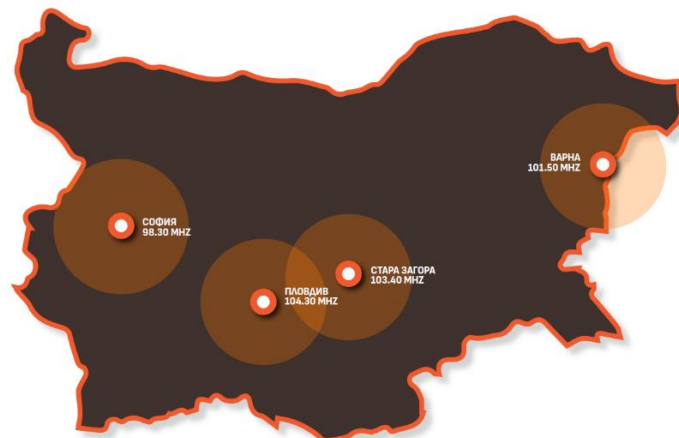 ВАРНА
101.50 MHZ
СОФИЯ
98.30 MHZ
СТАРА ЗАГОРА
103.40 MHZ
ПЛОВДИВ
104.30 MHZ